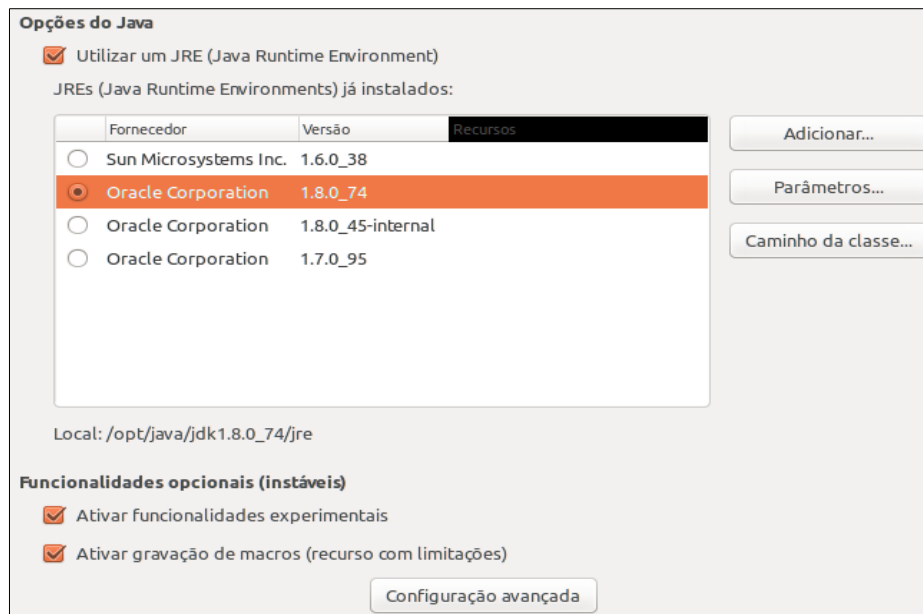 Opções do Java
Utilizar um JRE (Java Runtime Environment)
JREs (Java Runtime Environments) já instalados:
Fornecedor Versão Recursos
Sun Microsystems Inc. 1.6.0_38
Oracle Corporation 1.8.0_74
Oracle Corporation 1.8.0_45-internal
Oracle Corporation 1.7.0_95
Adicionar...
Parâmetros...
Caminho da classe...
Local: /opt/java/jdk1.8.0_74/jre
Funcionalidades opcionais (instáveis)
Ativar funcionalidades experimentais
Ativar gravação de macros (recurso com limitações)
Configuração avançada